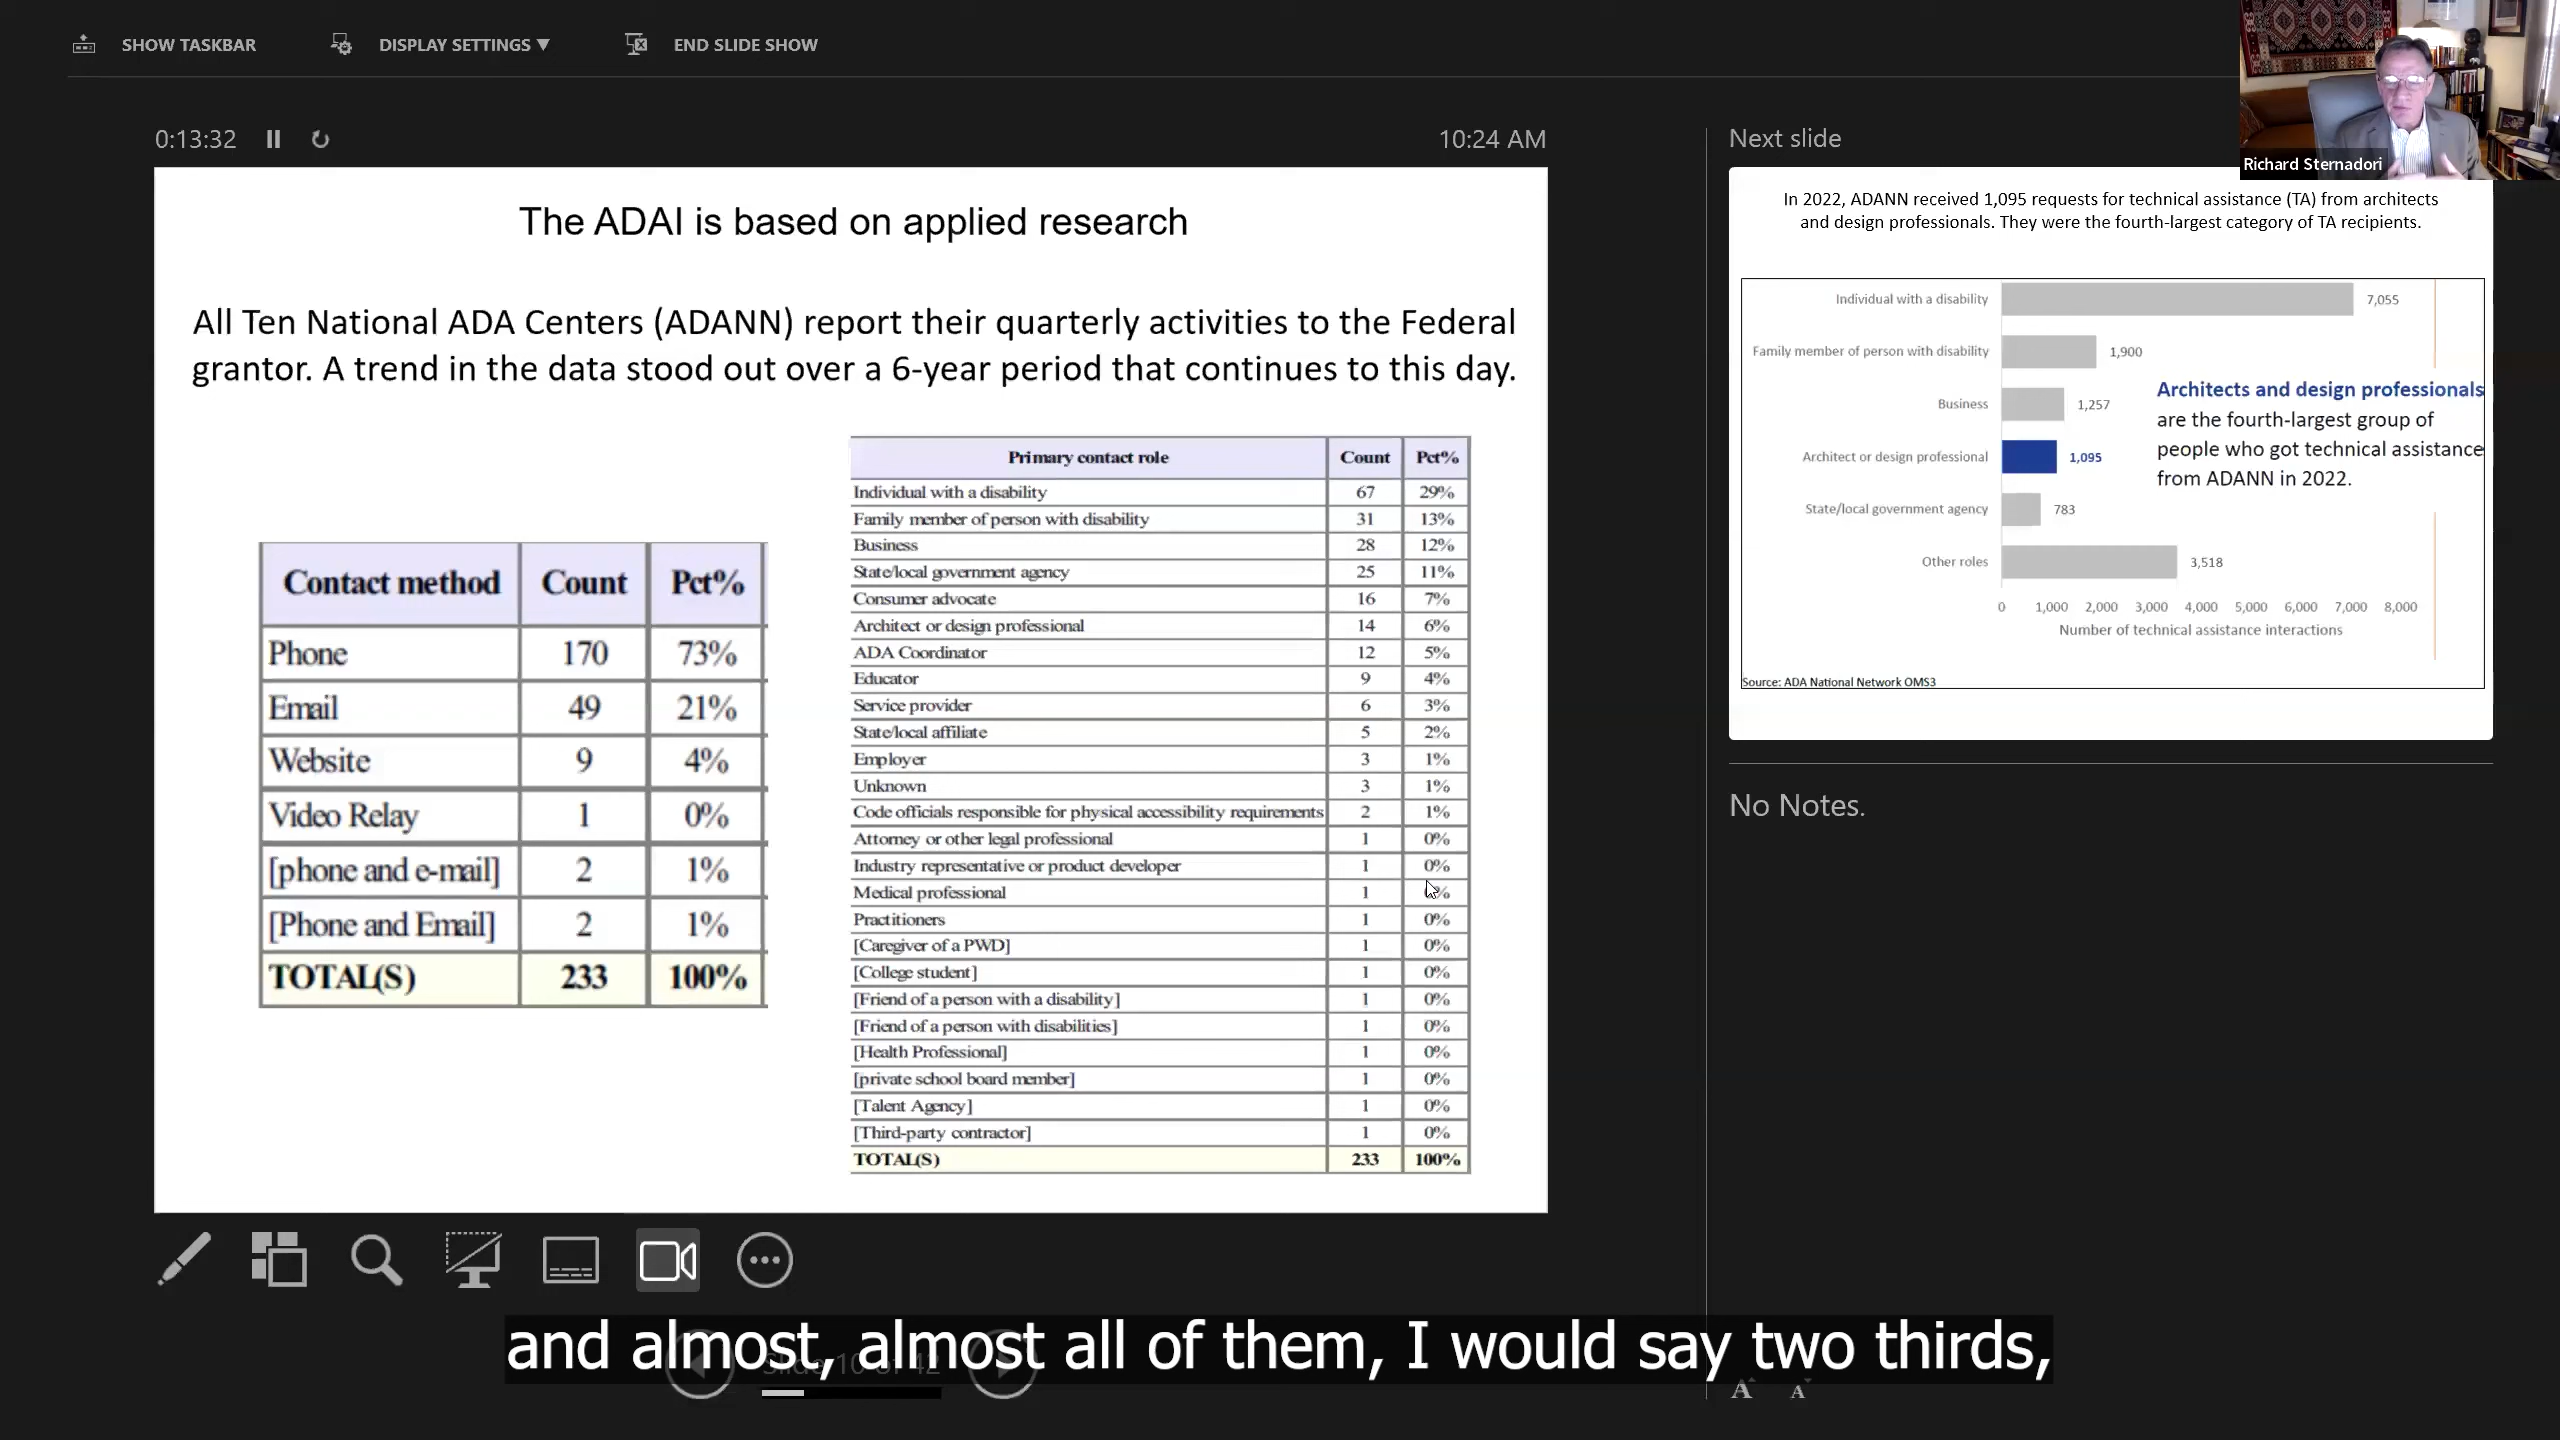 SHOW TASKBAR
DISPLAY SETTINGS ▼
END SLIDE SHOW
Richard Sternadori
0:13:32
10:24 AM
Next slide
The ADAI is based on applied research
All Ten National ADA Centers (ADANN) report their quarterly activities to the Federal
grantor. A trend in the data stood out over a 6-year period that continues to this day.
Contact method Count Pct%
Phone 170 73%
Email 49 21%
Website 9 4%
Video Relay 1 0%
[phone and e-mail] 2 1%
[Phone and Email] 2 1%
TOTAL(S) 233 100%
Primary contact role Count Pct%
Individual with a disability 67 29%
Family member of person with disability 31 13%
Business 28 12%
State/local government agency 25 11%
Consumer advocate 16 7%
Architect or design professional 14 6%
ADA Coordinator 12 5%
Educator 9 4%
Service provider 6 3%
State/local affiliate 5 2%
Employer 3 1%
Unknown 3 1%
Code officials responsible for physical accessibility requirements 2 1%
Attorney or other legal professional 1 0%
Industry representative or product developer 1 0%
Medical professional 1 0%
Practitioners 1 0%
[Caregiver of a PWD] 1 0%
[College student] 1 0%
[Friend of a person with a disability] 1 0%
[Friend of a person with disabilities] 1 0%
[Health Professional] 1 0%
[private school board member] 1 0%
[Talent Agency] 1 0%
[Third-party contractor] 1 0%
TOTAL(S) 233 100%
In 2022, ADANN received 1,095 requests for technical assistance (TA) from architects
and design professionals. They were the fourth-largest category of TA recipients.
Individual with a disability 7,055
Family member of person with disability 1,900
Business 1,257
Architect or design professional 1,095
State/local government agency 783
Other roles 3,518
Architects and design professionals
are the fourth-largest group of
people who got technical assistance
from ADANN in 2022.
0 1,000 2,000 3,000 4,000 5,000 6,000 7,000 8,000
Number of technical assistance interactions
Source: ADA National Network OMS3
No Notes.
Slide 10 of 42
and almost, almost all of them, I would say two thirds,
A A